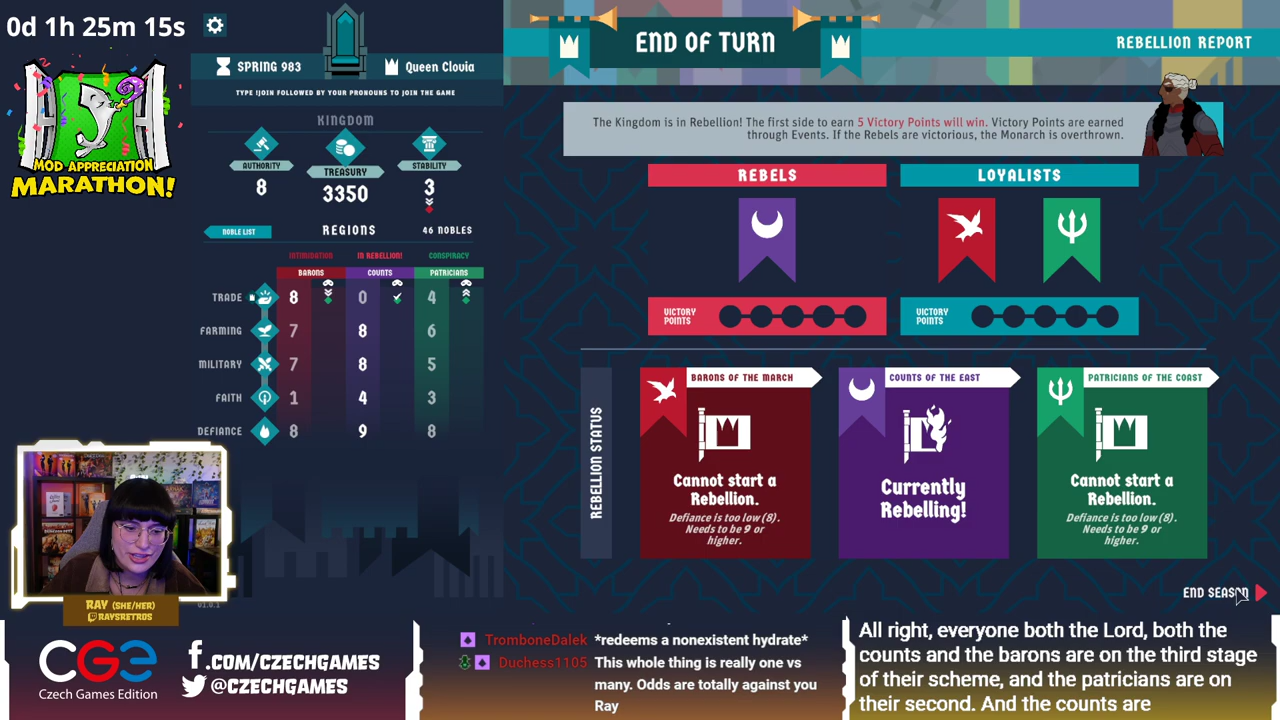 0d 1h 25m 15s
MOD APPRECIATION
MARATHON!
SPRING 983
Queen Clovia
TYPE !JOIN FOLLOWED BY YOUR PRONOUNS TO JOIN THE GAME
KINGDOM
AUTHORITY
TREASURY
STABILITY
8
3350
3
NOBLE LIST
REGIONS
46 NOBLES
INTIMIDATION
IN REBELLION!
CONSPIRACY
BARONS
COUNTS
PATRICIANS
TRADE 8 0 4
FARMING 7 8 6
MILITARY 7 8 5
FAITH 1 4 3
DEFIANCE 8 9 8
END OF TURN
REBELLION REPORT
The Kingdom is in Rebellion! The first side to earn 5 Victory Points will win. Victory Points are earned
through Events. If the Rebels are victorious, the Monarch is overthrown.
REBELS
LOYALISTS
VICTORY
POINTS
VICTORY
POINTS
REBELLION STATUS
BARONS OF THE MARCH
Cannot start a
Rebellion.
Defiance is too low (8).
Needs to be 9 or
higher.
COUNTS OF THE EAST
Currently
Rebelling!
PATRICIANS OF THE COAST
Cannot start a
Rebellion.
Defiance is too low (8).
Needs to be 9 or
higher.
END SEASON
V1.0.1
RAY (SHE/HER)
RAYSRETROS
CGE
Czech Games Edition
f.COM/CZECHGAMES
@CZECHGAMES
TromboneDalek *redeems a nonexistent hydrate*
Duchess1105 This whole thing is really one vs
many. Odds are totally against you
Ray
All right, everyone both the Lord, both the
counts and the barons are on the third stage
of their scheme, and the patricians are on
their second. And the counts are